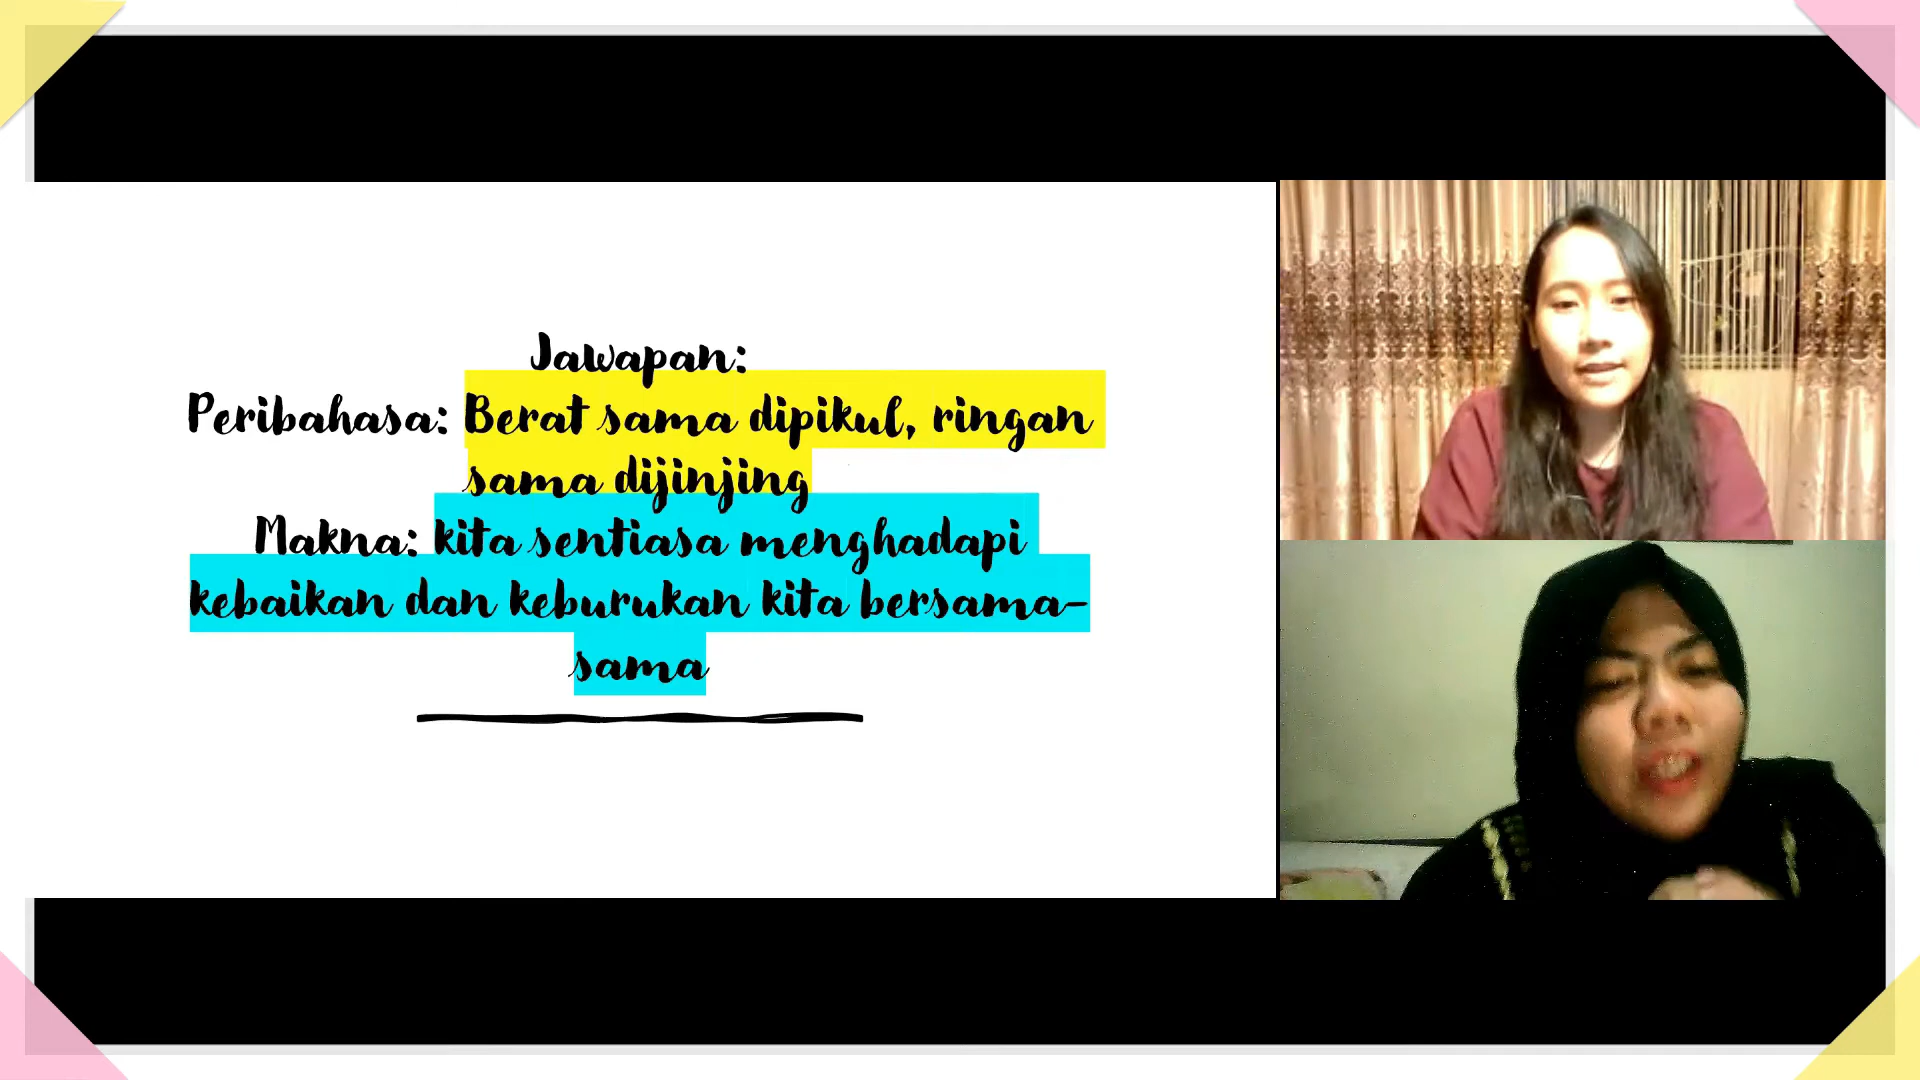 Jawapan:
Peribahasa: Berat sama dipikul, ringan
sama dijinjing
Makna: kita sentiasa menghadapi
kebaikan dan keburukan kita bersama-
sama